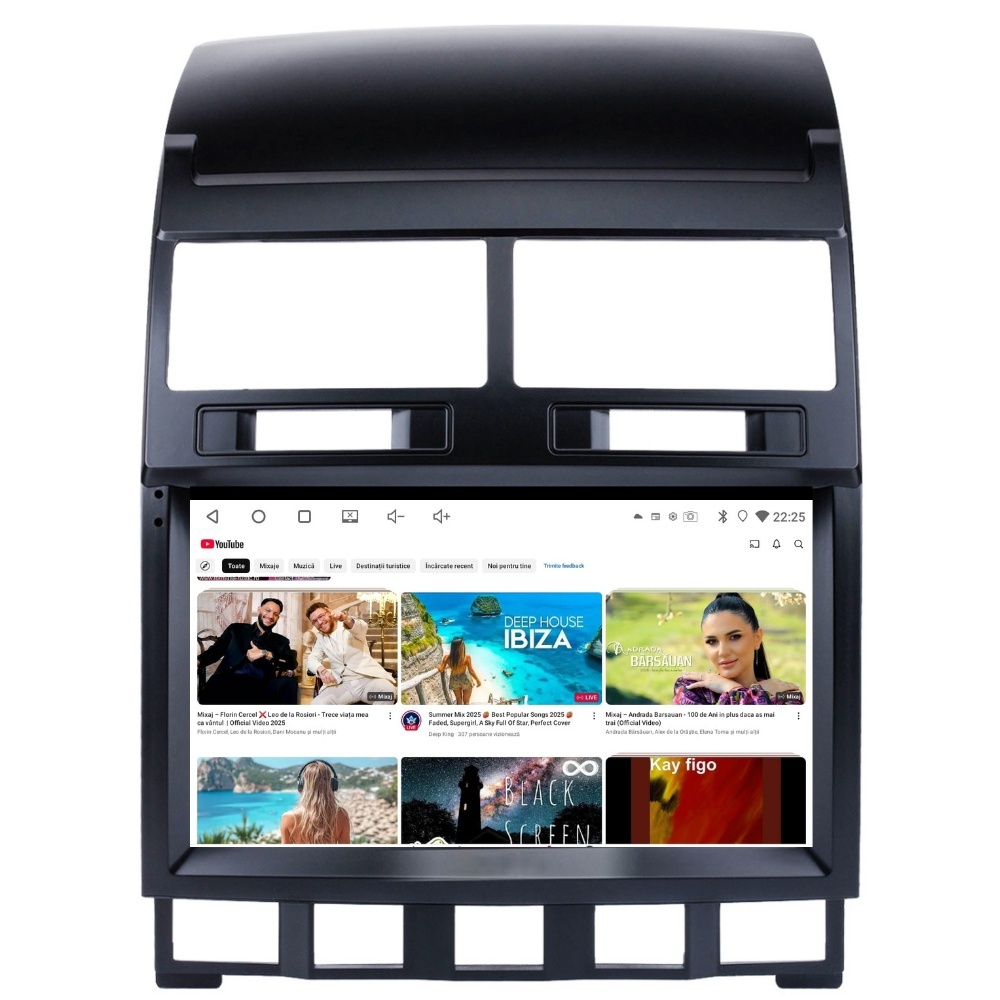 22:25
YouTube
Toate Mixaje Muzică Live Destinații turistice Încărcate recent Noi pentru tine Trimite feedback
Mixaj
DEEP HOUSE
IBIZA
LIVE
ANDRADA
BARSĂUAN
Mixaj
Mixaj – Florin Cercel ❌ Leo de la Rosiori - Trece viața mea
ca vântul | Official Video 2025
Florin Cercel, Leo de la Rosiori, Dani Mocanu și mulți alții
LIVE
Summer Mix 2025 🍓 Best Popular Songs 2025 🍓
Faded, Supergirl, A Sky Full Of Star, Perfect Cover
Deep King · 307 persoane vizionează
Mixaj – Andrada Barsauan - 100 de Ani in plus daca as mai
trai (Official Video)
Andrada Bărsăuan, Alex de la Orăștie, Elena Toma și mulți alții
BLACK
SCREEN
Kay figo